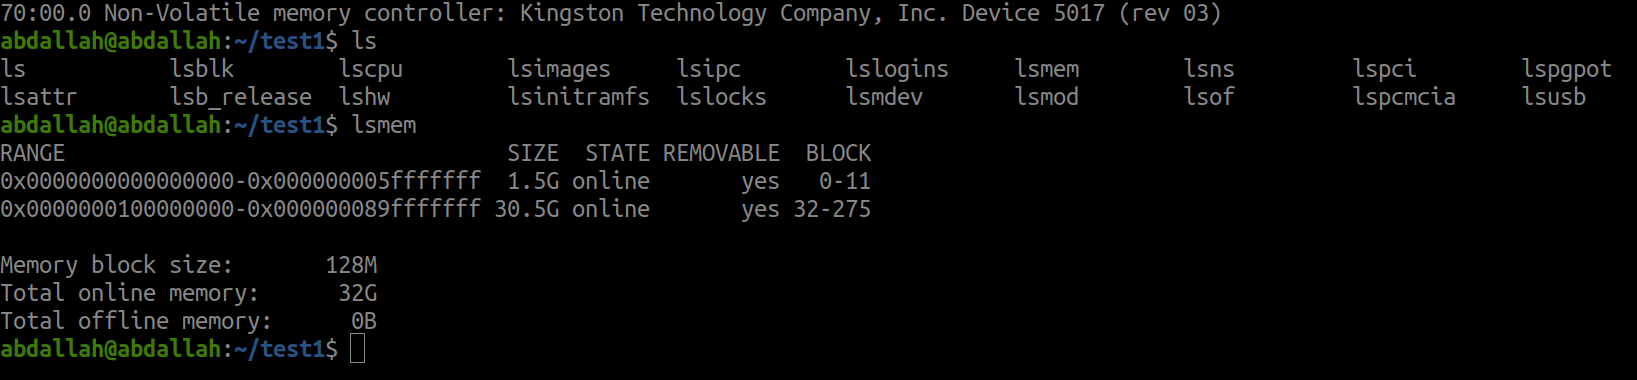 70:00.0 Non-Volatile memory controller: Kingston Technology Company, Inc. Device 5017 (rev 03)
abdallah@abdallah:~/test1$ ls
ls           lsblk        lscpu        lsimages     lsipc        lslogins     lsmem        lsns         lspci        lspgpot
lsattr       lsb_release  lshw         lsinitramfs  lslocks      lsmdev       lsmod        lsof         lspcmcia     lsusb
abdallah@abdallah:~/test1$ lsmem
RANGE                                  SIZE  STATE REMOVABLE  BLOCK
0x0000000000000000-0x000000005fffffff  1.5G online       yes   0-11
0x0000000100000000-0x000000089fffffff 30.5G online       yes 32-275
Memory block size:       128M
Total online memory:      32G
Total offline memory:      0B
abdallah@abdallah:~/test1$